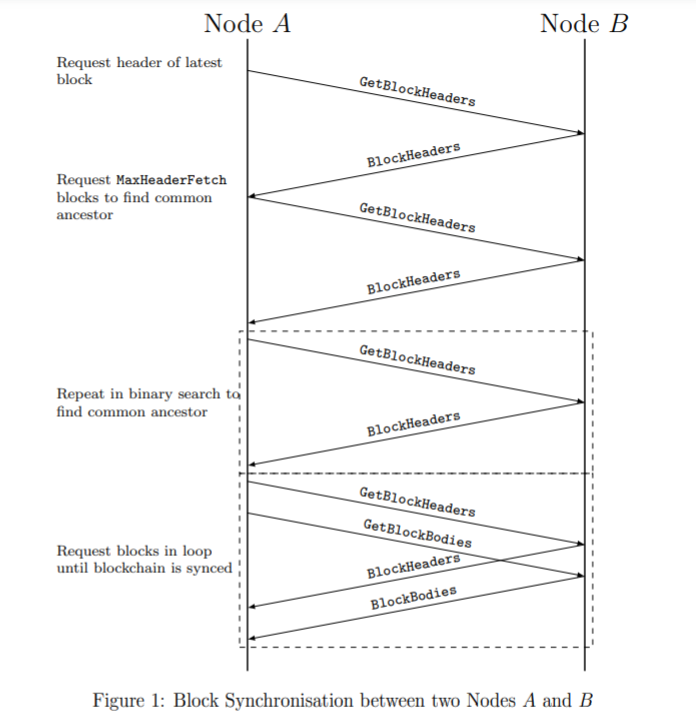 Node A
Node B
Request header of latest
block
GetBlockHeaders
BlockHeaders
Request MaxHeaderFetch
blocks to find common
ancestor
GetBlockHeaders
BlockHeaders
GetBlockHeaders
Repeat in binary search to
find common ancestor
BlockHeaders
GetBlockHeaders
GetBlockBodies
Request blocks in loop
until blockchain is synced
BlockHeaders
BlockBodies
Figure 1: Block Synchronisation between two Nodes A and B